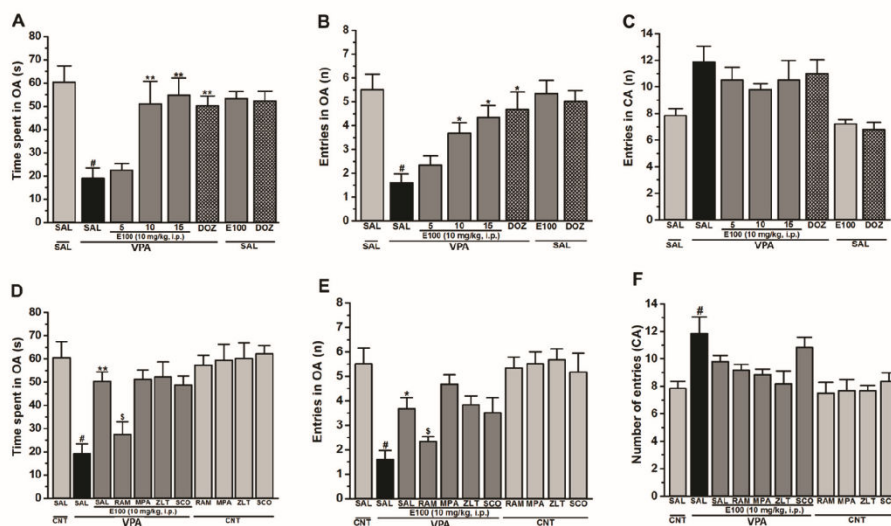 A
Time spent in OA (s)
80
70
60
50
40
30
20
10
0
#
**
**
**
SAL SAL 5 10 15 DOZ E100 DOZ
E100 (10 mg/kg, i.p.)
SAL VPA SAL
B
Entries in OA (n)
8
7
6
5
4
3
2
1
0
#
*
*
*
SAL SAL 5 10 15 DOZ E100 DOZ
E100 (10 mg/kg, i.p.)
SAL VPA SAL
C
Entries in CA (n)
14
12
10
8
6
4
2
0
SAL SAL 5 10 15 DOZ E100 DOZ
E100 (10 mg/kg, i.p.)
SAL VPA SAL
D
Time spent in OA (s)
80
70
60
50
40
30
20
10
0
#
**
$
SAL SAL SAL RAM MPA ZLT SCO RAM MPA ZLT SCO
E100 (10 mg/kg, i.p.)
CNT VPA CNT
E
Entries in OA (n)
8
7
6
5
4
3
2
1
0
#
*
$
SAL SAL SAL RAM MPA ZLT SCO RAM MPA ZLT SCO
E100 (10 mg/kg, i.p.)
CNT VPA CNT
F
Number of entries (CA)
14
12
10
8
6
4
2
0
#
SAL SAL SAL RAM MPA ZLT SCO RAM MPA ZLT SCO
E100 (10 mg/kg, i.p.)
CNT VPA CNT